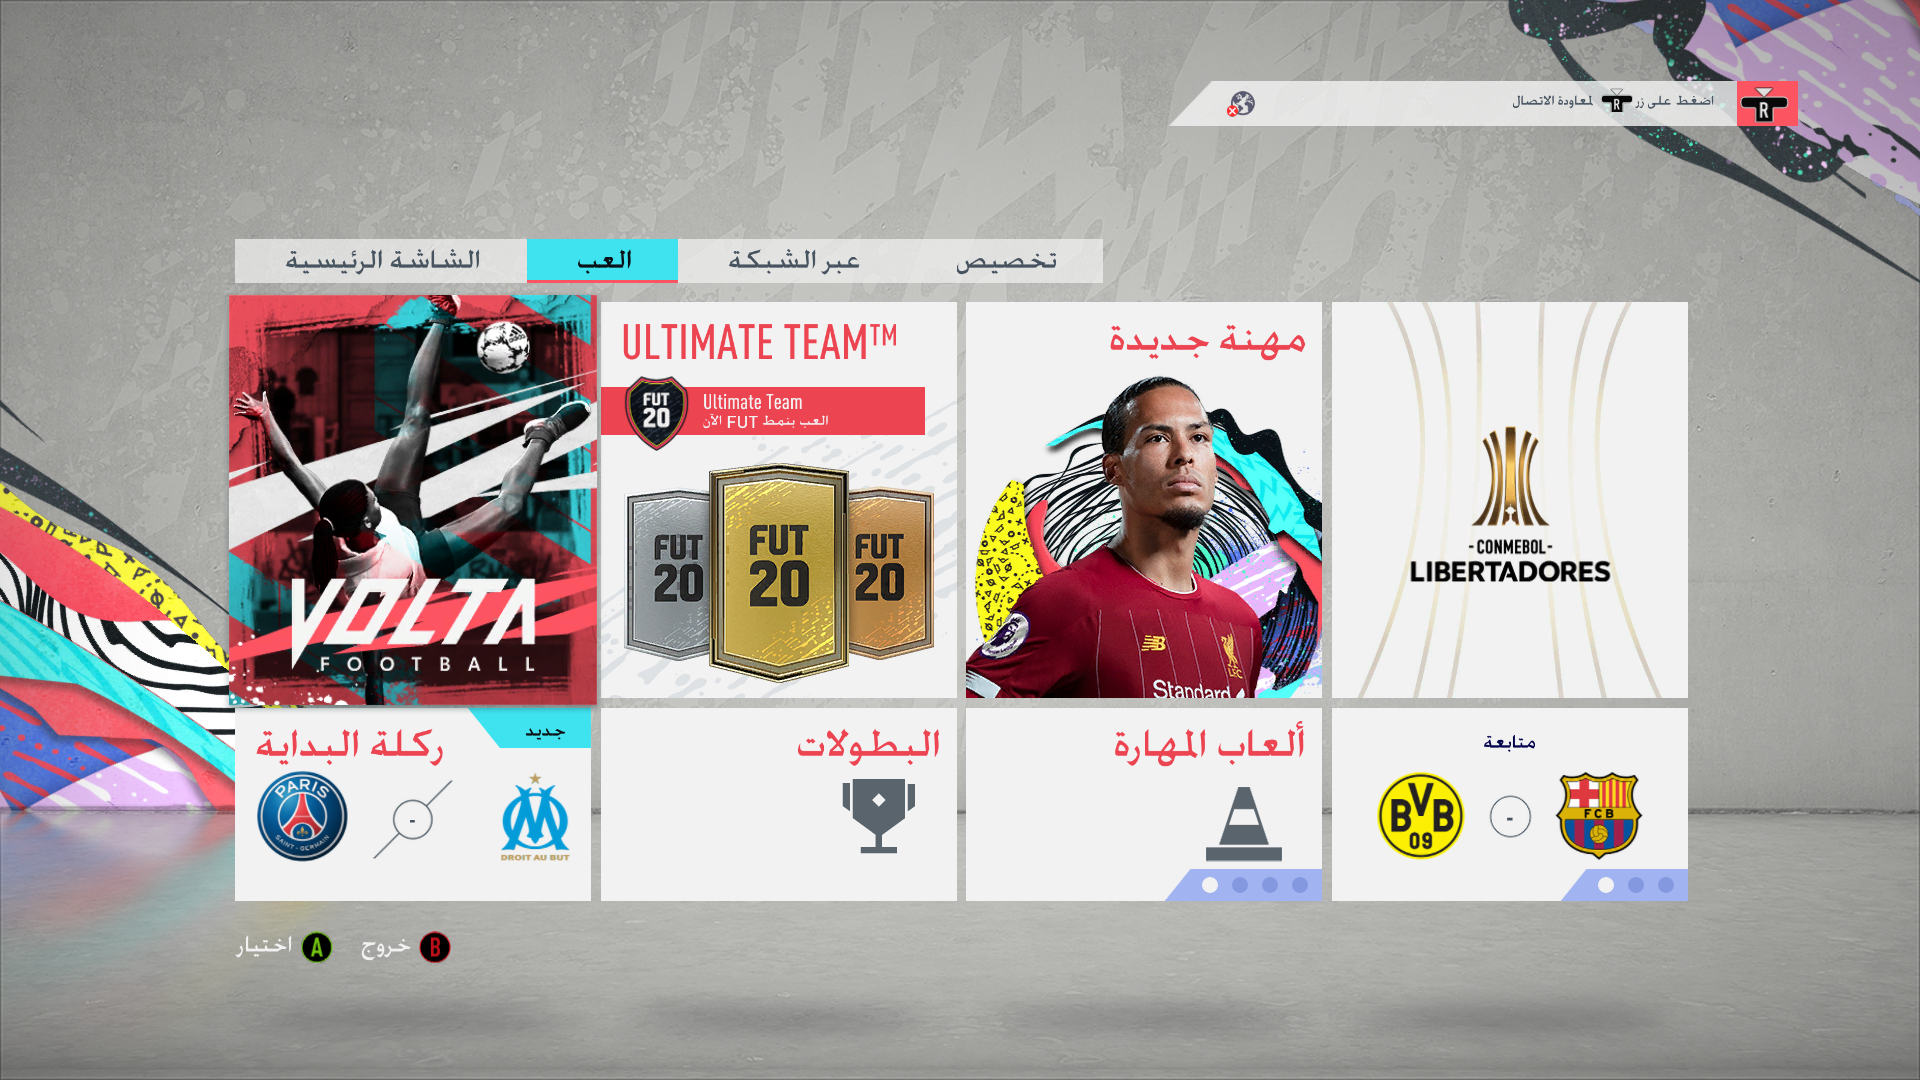 اضغط على زر R لمعاودة الاتصال
R
الشاشة الرئيسية
العب
عبر الشبكة
تخصيص
VOLTA
FOOTBALL
ULTIMATE TEAM™
FUT
20
Ultimate Team
العب بنمط FUT الآن
FUT
20
FUT
20
FUT
20
مهنة جديدة
Standard
L.F.C.
-CONMEBOL-
LIBERTADORES
جديد
ركلة البداية
PARIS
SAINT-GERMAIN
-
DROIT AU BUT
البطولات
ألعاب المهارة
متابعة
BVB
09
-
FCB
اختيار A
خروج B